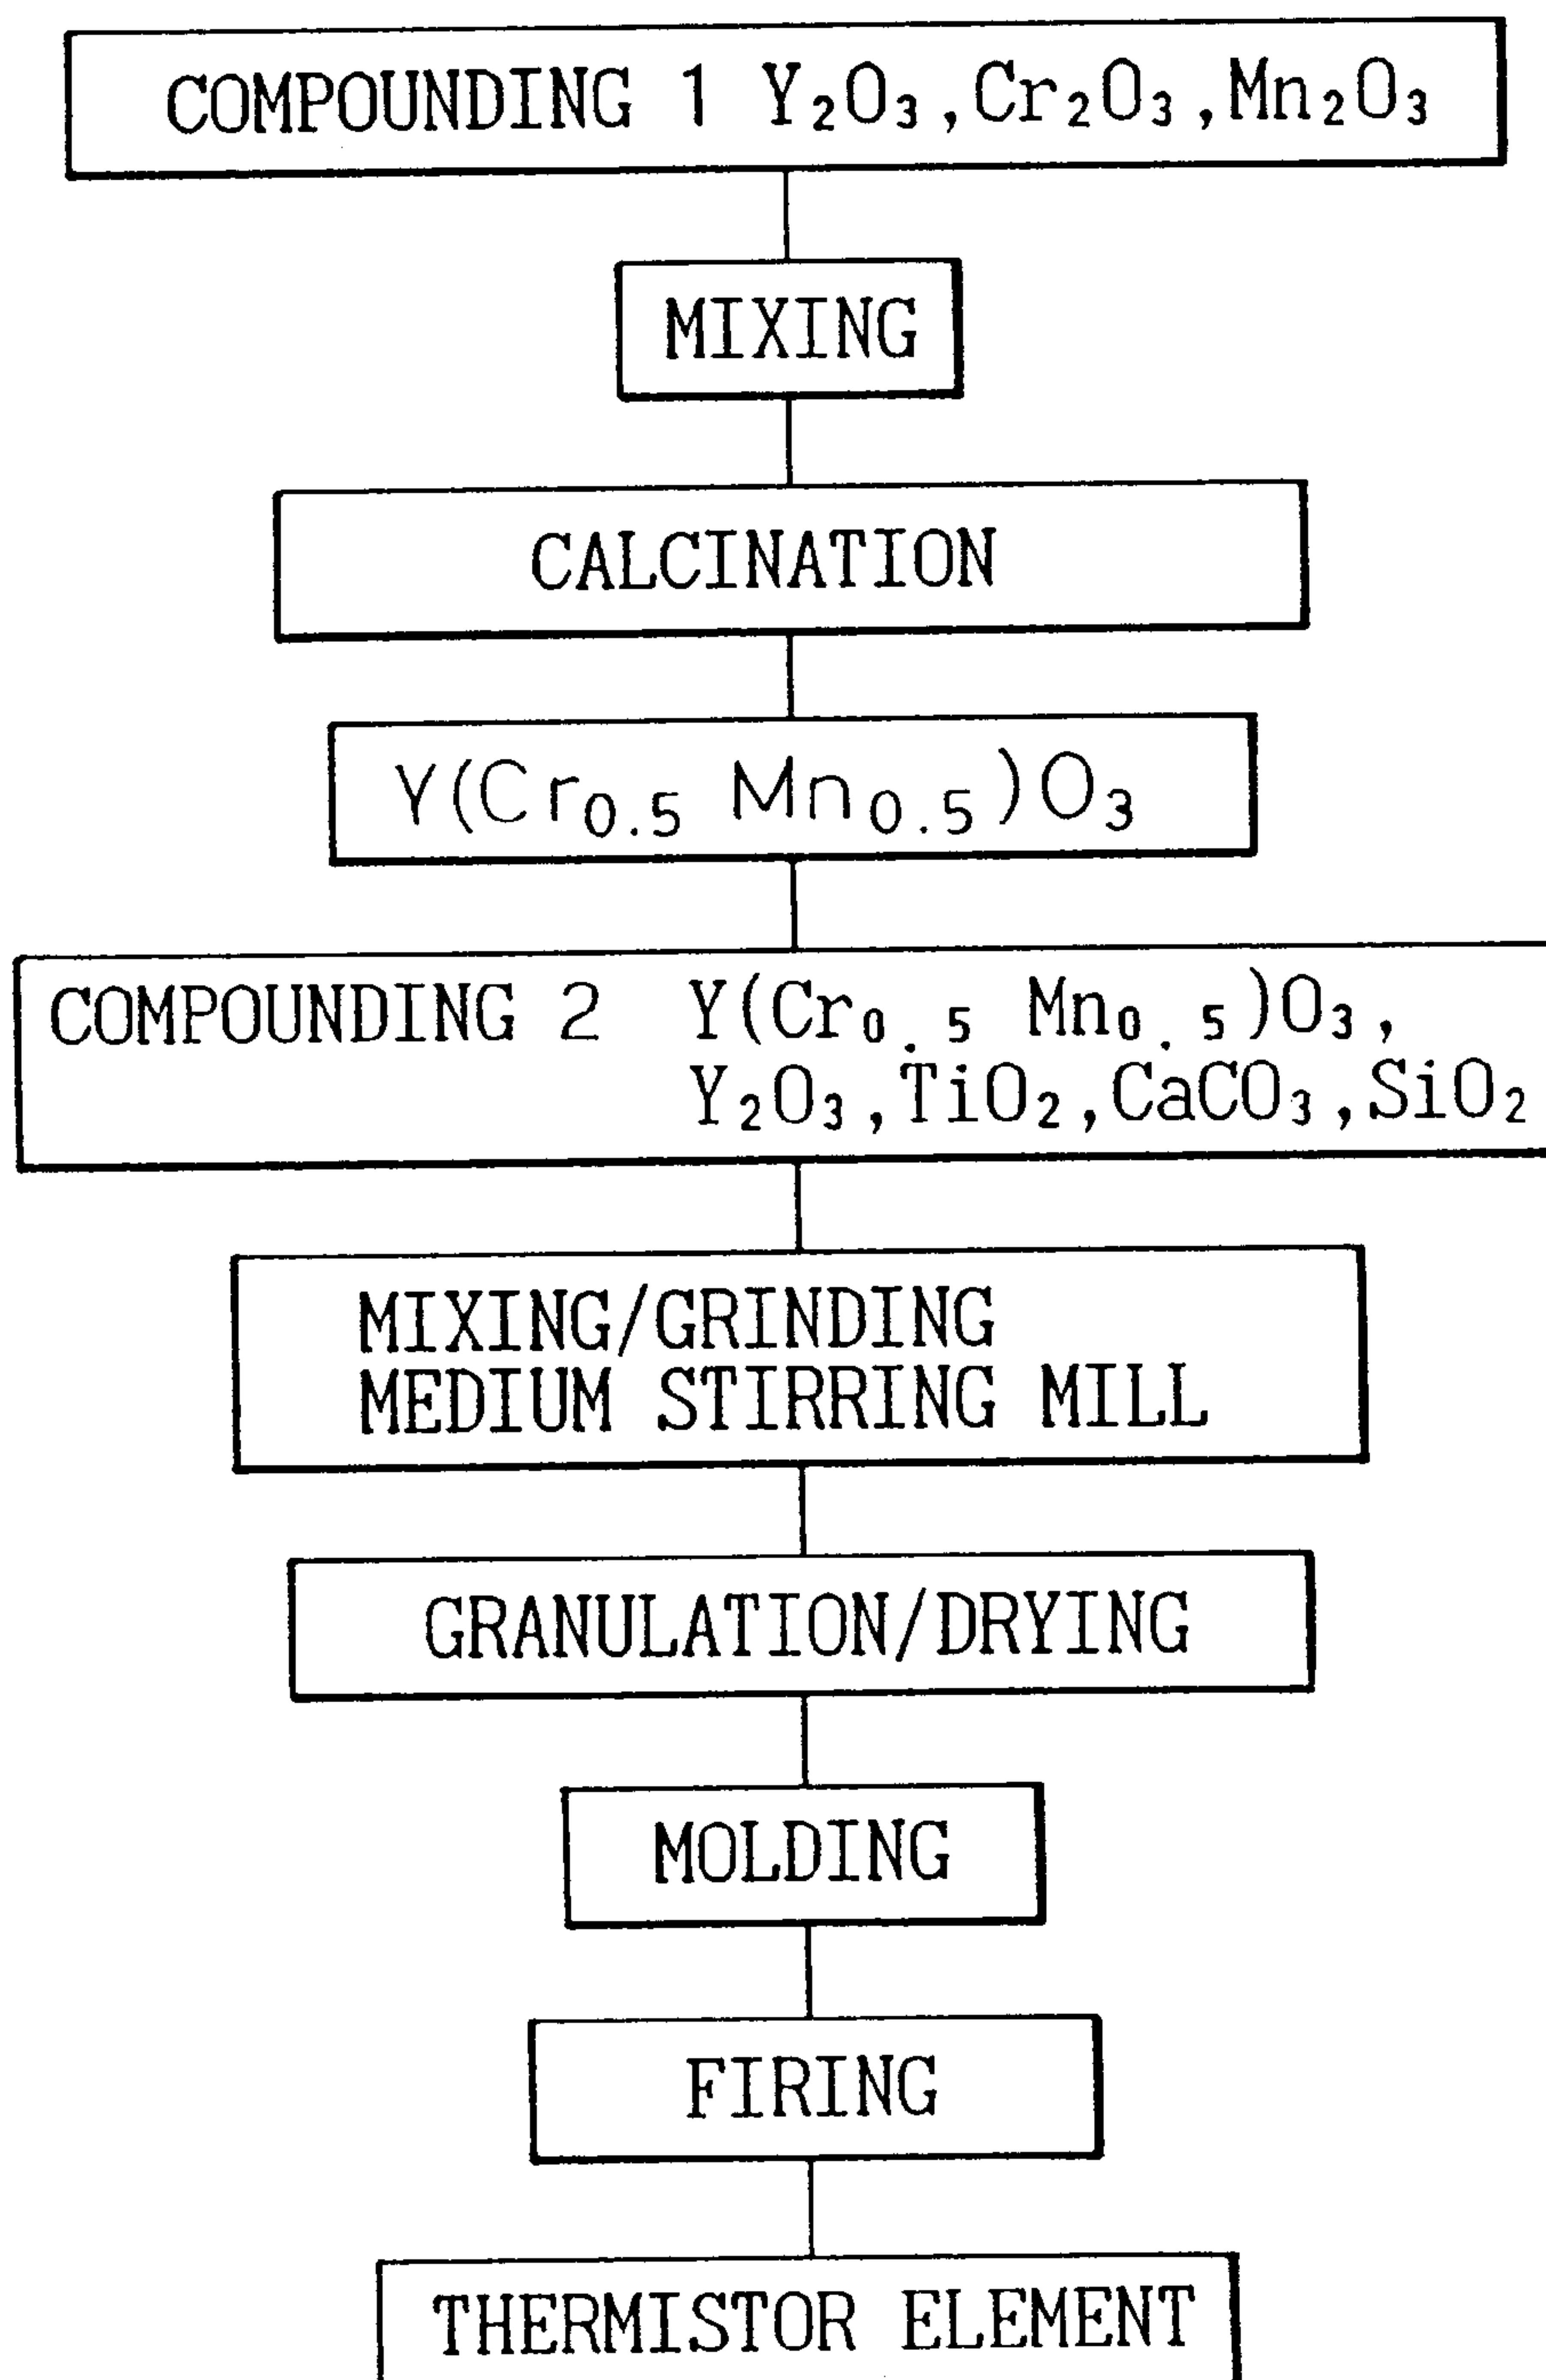 COMPOUNDING 1 Y₂O₃,Cr₂O₃,Mn₂O₃
MIXING
CALCINATION
Y(Cr₀.₅ Mn₀.₅)O₃
COMPOUNDING 2 Y(Cr₀.₅ Mn₀.₅)O₃,
Y₂O₃,TiO₂,CaCO₃,SiO₂
MIXING/GRINDING
MEDIUM STIRRING MILL
GRANULATION/DRYING
MOLDING
FIRING
THERMISTOR ELEMENT